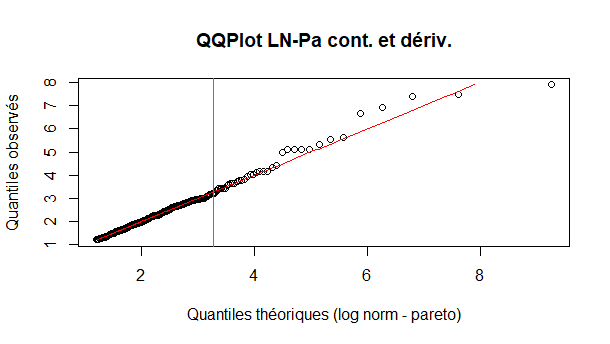 QQPlot LN-Pa cont. et dériv.
Quantiles observés
8
7
6
5
4
3
2
1
2 4 6 8
Quantiles théoriques (log norm - pareto)